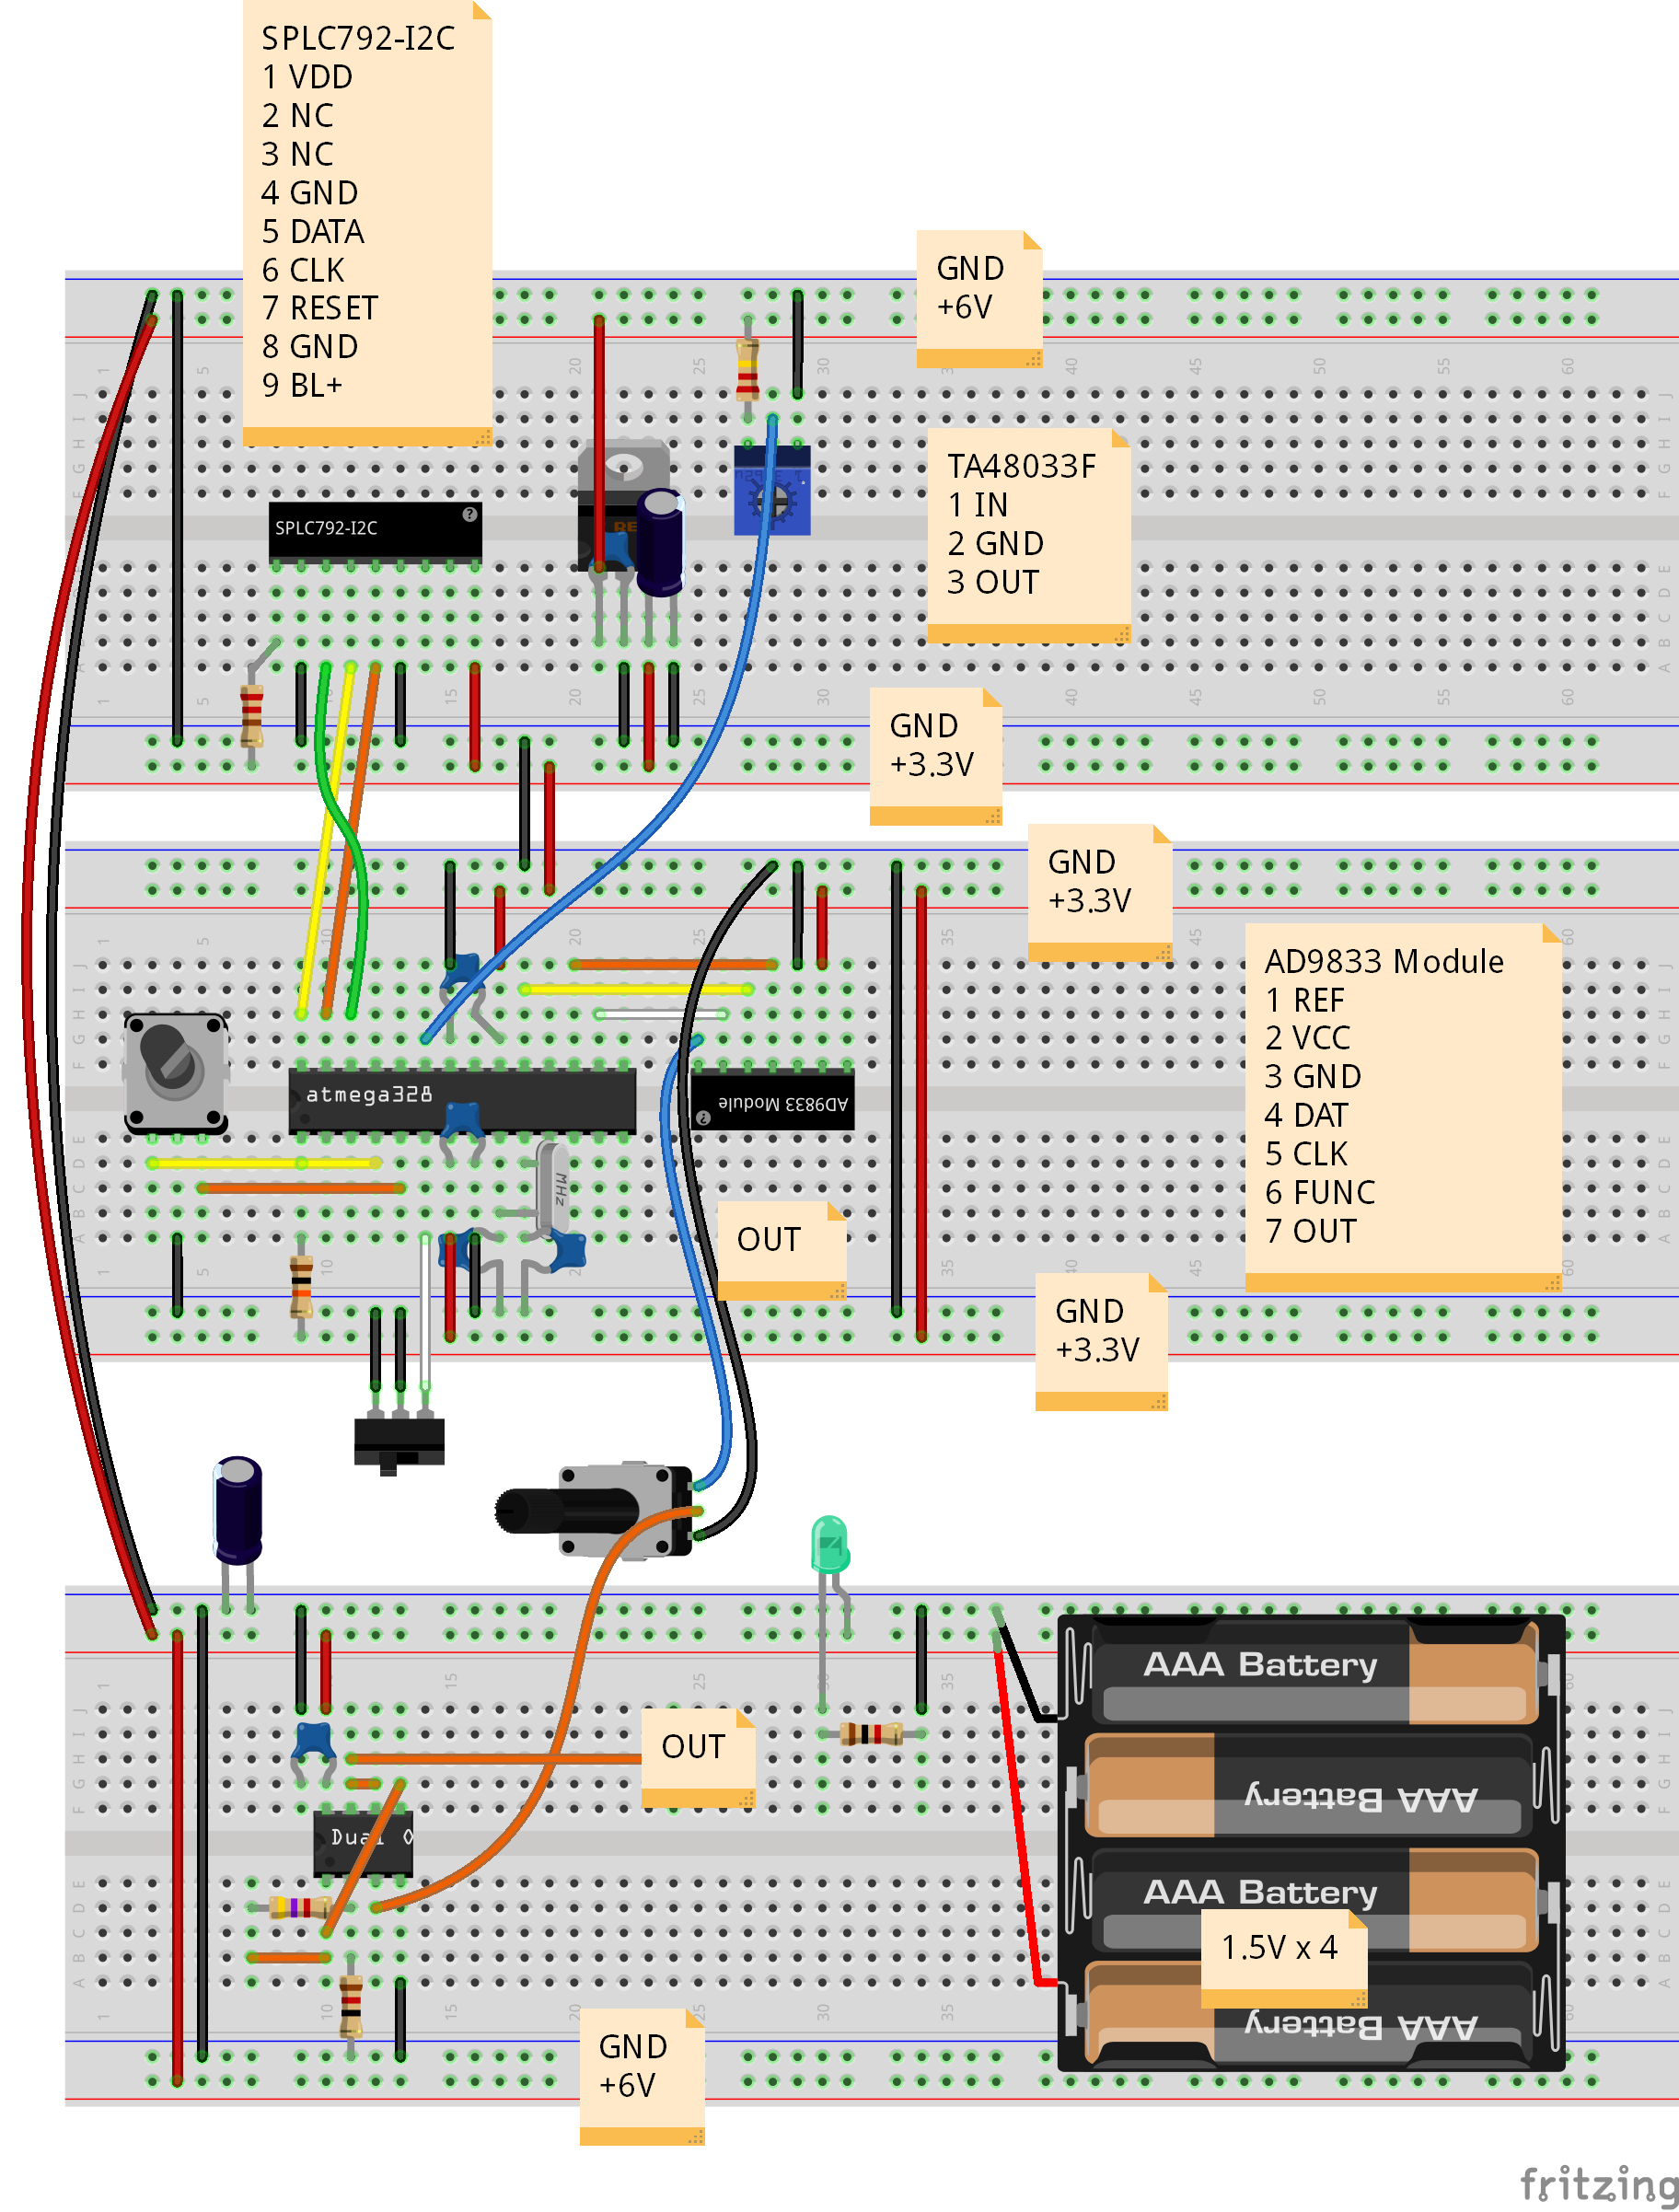 SPLC792-I2C
1 VDD
2 NC
3 NC
4 GND
5 DATA
6 CLK
7 RESET
8 GND
9 BL+
GND
+6V
TA48033F
1 IN
2 GND
3 OUT
SPLC792-I2C
?
GND
+3.3V
GND
+3.3V
AD9833 Module
1 REF
2 VCC
3 GND
4 DAT
5 CLK
6 FUNC
7 OUT
atmega328
AD9833 Module
?
MHz
OUT
GND
+3.3V
OUT
Dual
AAA Battery
AAA Battery
AAA Battery
1.5V x 4
AAA Battery
GND
+6V
fritzing